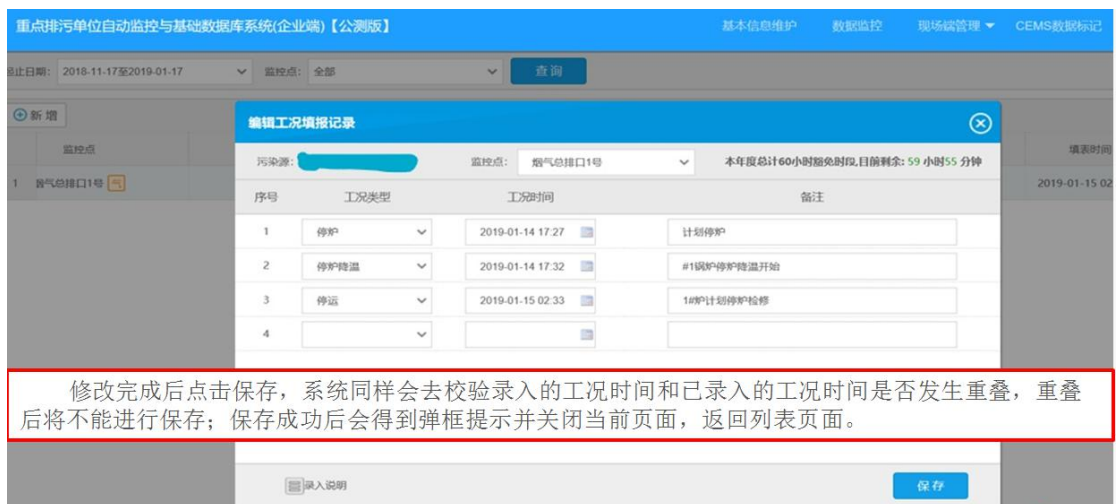 重点排污单位自动监控与基础数据库系统(企业端)【公测版】 基本信息维护 数据监控 现场端管理 CEMS数据标记
起止日期: 2018-11-17至2019-01-17 监控点: 全部 查询
新增
监控点 填表时间
1 烟气总排口1号 气 2019-01-15 02
编辑工况填报记录
污染源: 监控点: 烟气总排口1号 本年度总计60小时豁免时段,目前剩余: 59 小时55 分钟
序号 工况类型 工况时间 备注
1 停炉 2019-01-14 17:27 计划停炉
2 停炉降温 2019-01-14 17:32 #1锅炉停炉降温开始
3 停运 2019-01-15 02:33 1#炉计划停炉检修
4
修改完成后点击保存，系统同样会去校验录入的工况时间和已录入的工况时间是否发生重叠，重叠
后将不能进行保存；保存成功后会得到弹框提示并关闭当前页面，返回列表页面。
录入说明 保存